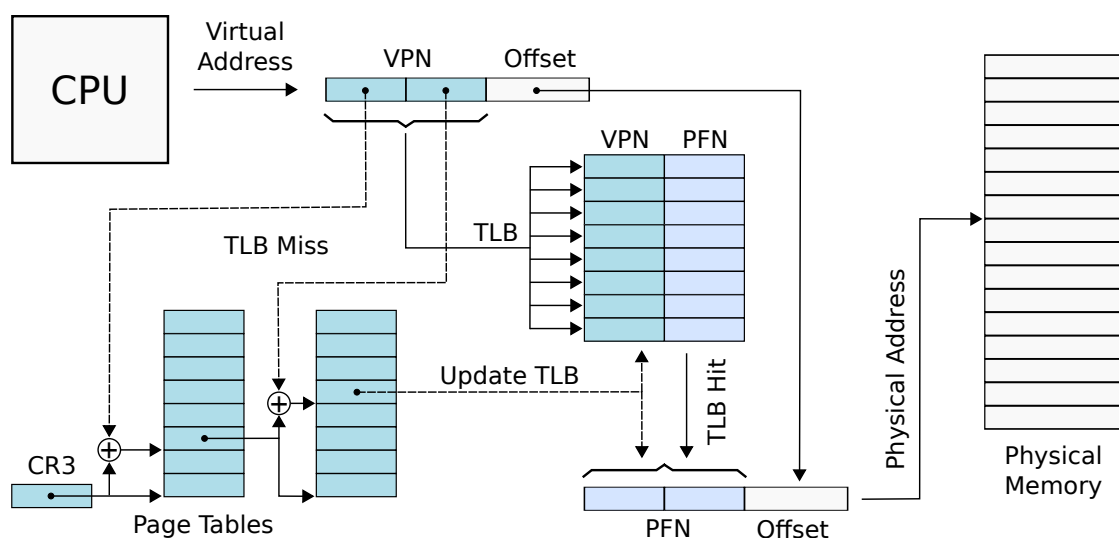 CPU
Virtual
Address
VPN
Offset
VPN
PFN
TLB
TLB Miss
Update TLB
TLB Hit
CR3
Page Tables
PFN
Offset
Physical Address
Physical
Memory